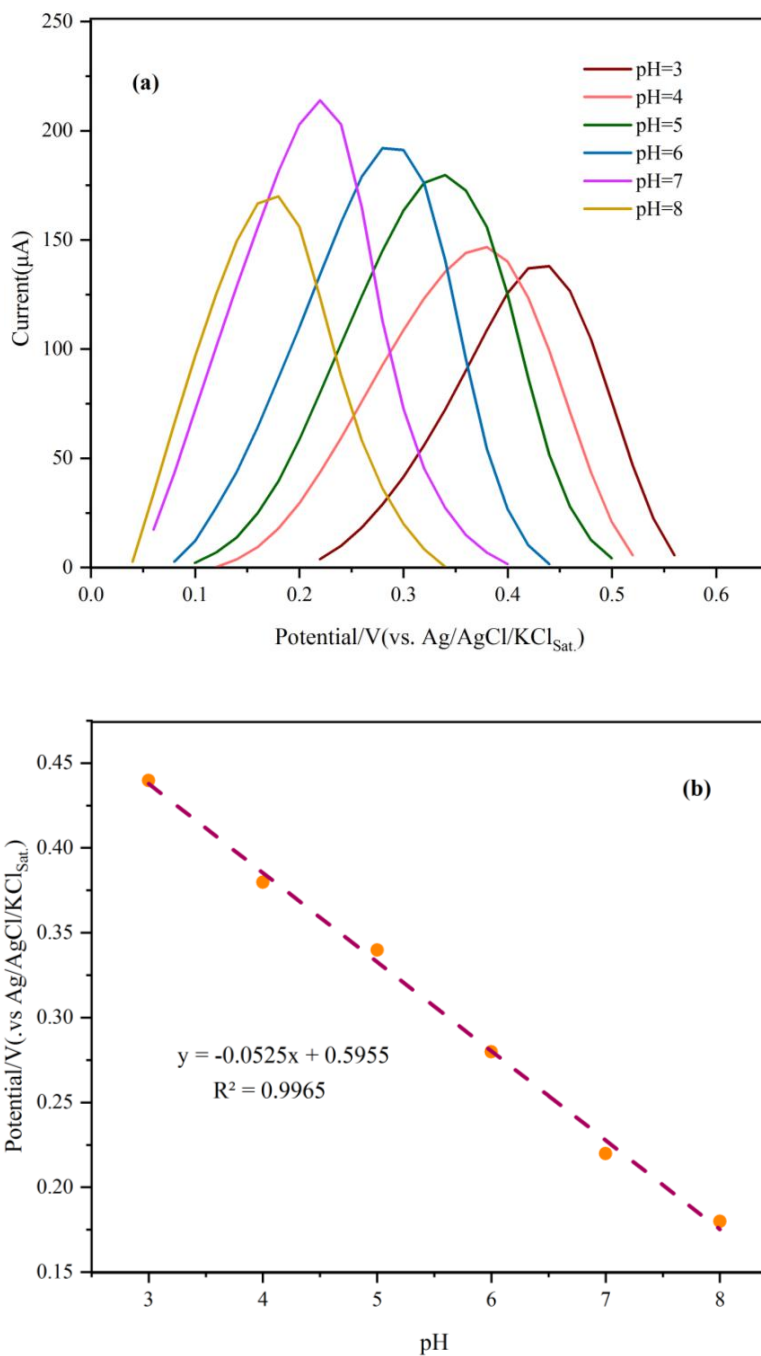 250
200
150
100
50
0
Current(μA)
(a)
pH=3
pH=4
pH=5
pH=6
pH=7
pH=8
0.0 0.1 0.2 0.3 0.4 0.5 0.6
Potential/V(vs. Ag/AgCl/KClSat.)
0.45
0.40
0.35
0.30
0.25
0.20
0.15
Potential/V(.vs Ag/AgCl/KClSat.)
(b)
y = -0.0525x + 0.5955
R² = 0.9965
3 4 5 6 7 8
pH